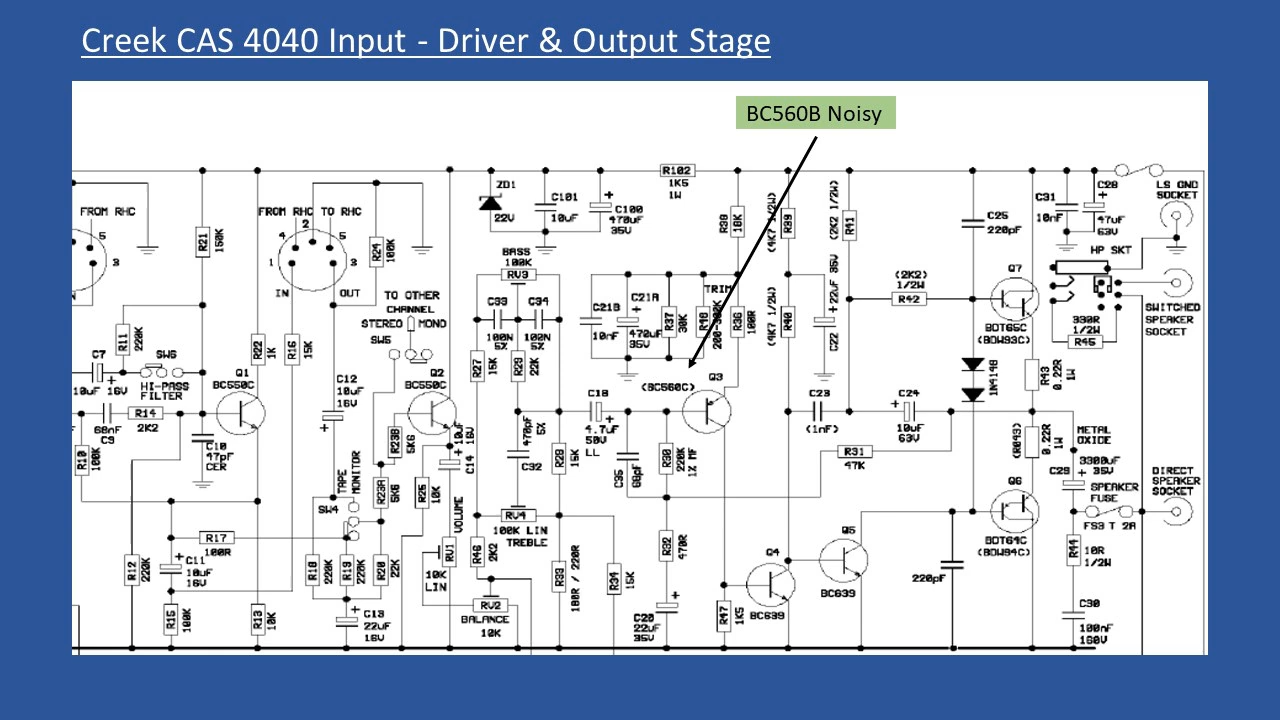 Creek CAS 4040 Input - Driver & Output Stage
BC560B Noisy
R102
1K5
1W
ZD1
22V
C101
10uF
C100
470uF
35V
R38
18K
(4K7 1/2W)
R39
(2K2 1/2W)
R41
C25
220pF
C31
10nF
C28
47uF
63V
LS GND
SOCKET
FROM RHC
5
3
R21
150K
FROM RHC
TO RHC
2
4
5
1
3
IN
OUT
R24
100K
BASS
100K
RV3
HP SKT
SWITCHED
SPEAKER
SOCKET
TO OTHER
CHANNEL
STEREO
MONO
SW5
C33
100N
5%
C34
100N
5%
C21B
10nF
C21A
470uF
35V
R37
30K
TRIM
R48
R36
100R
(4K7 1/2W)
R40
22uF 35V
C22
(2K2)
1/2W
R42
Q7
BDT65C
(BDW93C)
330R
1/2W
R45
R11
220K
C7
10uF
16V
SW6
HI-PASS
FILTER
R22
1K
R16
15K
Q1
BC550C
C12
10uF
16V
Q2
BC550C
R27
15K
R29
22K
(BC560C)
Q3
1N4148
R43
0.22R
1W
68nF
C9
R14
2K2
R10
100K
C10
47pF
CER
R23B
5K6
10uF
16V
C14
470pF
5%
C32
C18
4.7uF
50V
LL
R28
15K
C35
68pF
R30
220K
1% MF
C23
(1nF)
C24
10uF
63V
R31
47K
(R043)
0.22R
1W
METAL
OXIDE
3300uF
35V
C29
TAPE
MONITOR
SW4
R23A
5K6
R25
10K
VOLUME
RV4
100K LIN
TREBLE
Q6
BDT64C
(BDW94C)
SPEAKER
FUSE
FS3 T 2A
DIRECT
SPEAKER
SOCKET
R17
100R
R12
220K
C11
10uF
16V
R15
100K
R13
10K
R18
220K
R19
220K
R20
22K
C13
22uF
16V
RV1
10K
LIN
R46
2K2
RV2
BALANCE
10K
R33
180R / 220R
R34
15K
R32
470R
C20
22uF
35V
R47
1K5
Q4
BC639
Q5
BC639
220pF
R44
10R
1/2W
C30
100nF
160V